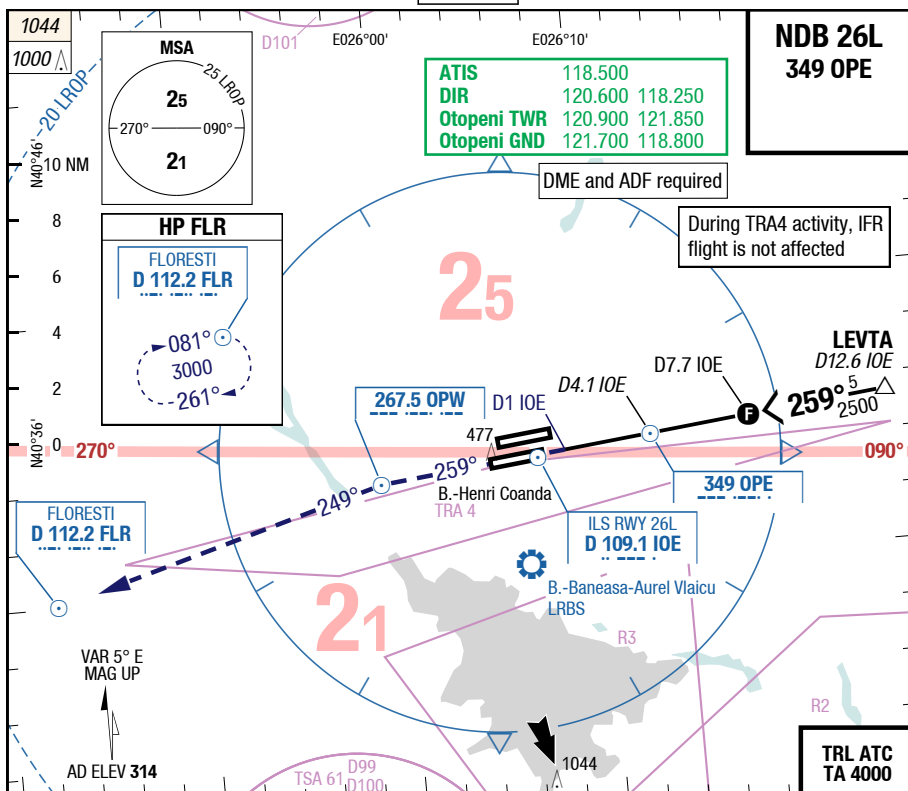 1044
1000
20 LROP
D101
E026°00'
E026°10'
NDB 26L
349 OPE
MSA
25 LROP
25
270° 090°
21
ATIS 118.500
DIR 120.600 118.250
Otopeni TWR 120.900 121.850
Otopeni GND 121.700 118.800
N40°46'
10 NM
8
6
4
2
0
N40°36'
DME and ADF required
During TRA4 activity, IFR
flight is not affected
HP FLR
FLORESTI
D 112.2 FLR
081°
3000
261°
25
LEVTA
D12.6 IOE
D7.7 IOE
F
259°
5
2500
D4.1 IOE
267.5 OPW
D1 IOE
477
270°
090°
259°
249°
B.-Henri Coanda
TRA 4
349 OPE
FLORESTI
D 112.2 FLR
ILS RWY 26L
D 109.1 IOE
B.-Baneasa-Aurel Vlaicu
LRBS
21
R3
R2
VAR 5° E
MAG UP
AD ELEV 314
1044
TSA 61
D99
D100
TRL ATC
TA 4000